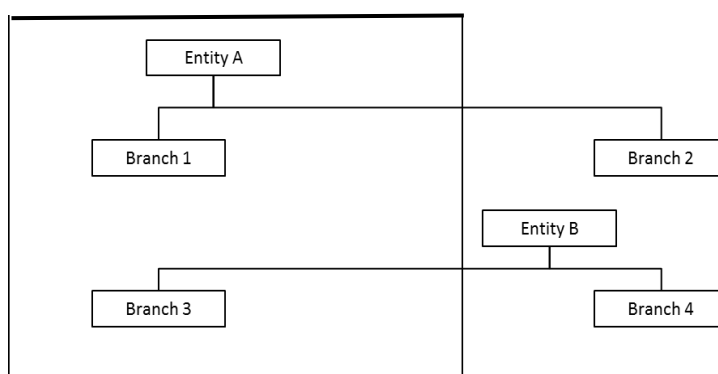 Entity A
Branch 1
Branch 2
Entity B
Branch 3
Branch 4